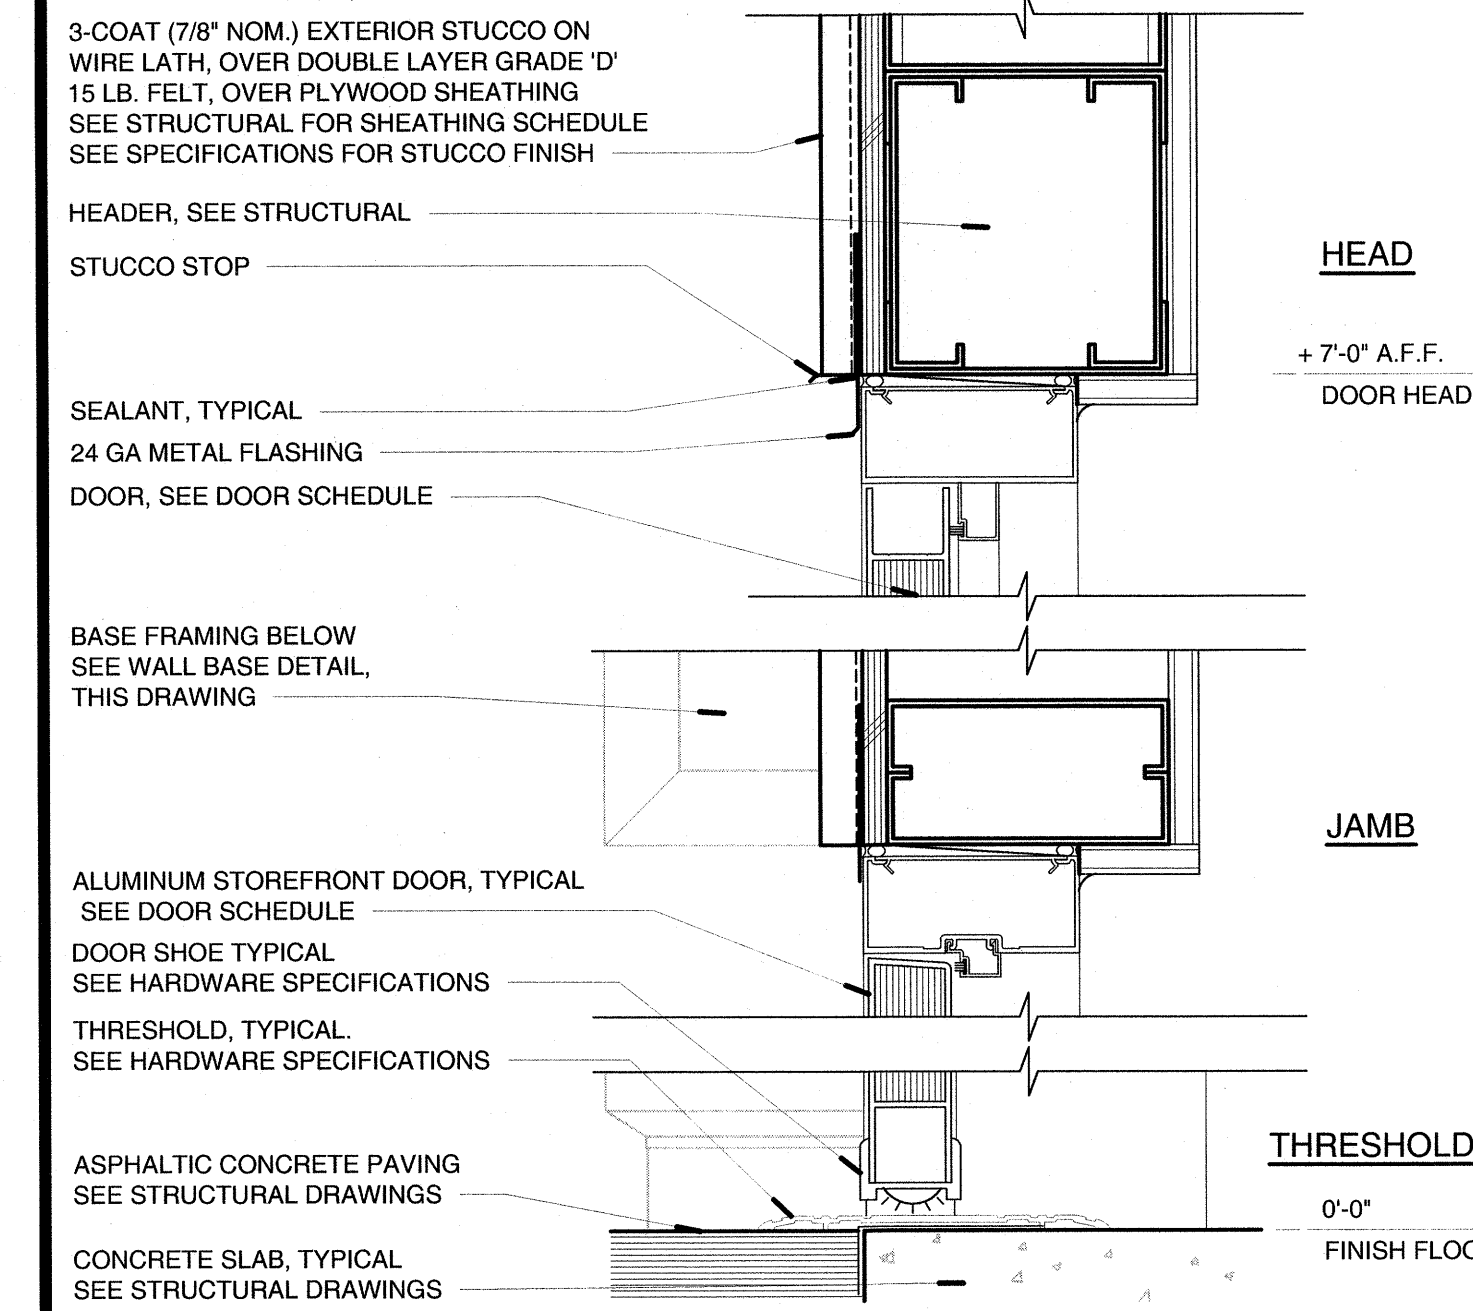 3-COAT (7/8" NOM.) EXTERIOR STUCCO ON
WIRE LATH, OVER DOUBLE LAYER GRADE 'D'
15 LB. FELT, OVER PLYWOOD SHEATHING
SEE STRUCTURAL FOR SHEATHING SCHEDULE
SEE SPECIFICATIONS FOR STUCCO FINISH
HEADER, SEE STRUCTURAL
STUCCO STOP
HEAD
+ 7'-0" A.F.F.
DOOR HEAD
SEALANT, TYPICAL
24 GA METAL FLASHING
DOOR, SEE DOOR SCHEDULE
BASE FRAMING BELOW
SEE WALL BASE DETAIL,
THIS DRAWING
JAMB
ALUMINUM STOREFRONT DOOR, TYPICAL
SEE DOOR SCHEDULE
DOOR SHOE TYPICAL
SEE HARDWARE SPECIFICATIONS
THRESHOLD, TYPICAL.
SEE HARDWARE SPECIFICATIONS
THRESHOLD
ASPHALTIC CONCRETE PAVING
SEE STRUCTURAL DRAWINGS
0'-0"
FINISH FLOO
CONCRETE SLAB, TYPICAL
SEE STRUCTURAL DRAWINGS